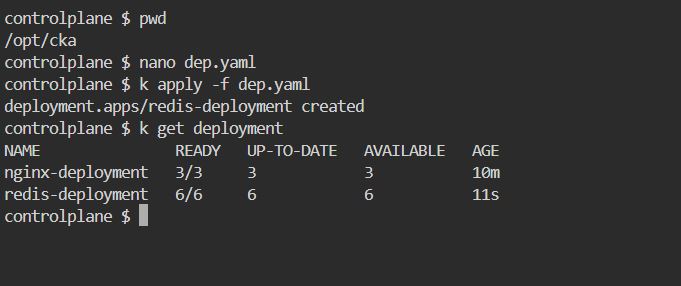 controlplane $ pwd
/opt/cka
controlplane $ nano dep.yaml
controlplane $ k apply -f dep.yaml
deployment.apps/redis-deployment created
controlplane $ k get deployment
NAME               READY   UP-TO-DATE   AVAILABLE   AGE
nginx-deployment   3/3     3            3           10m
redis-deployment   6/6     6            6           11s
controlplane $